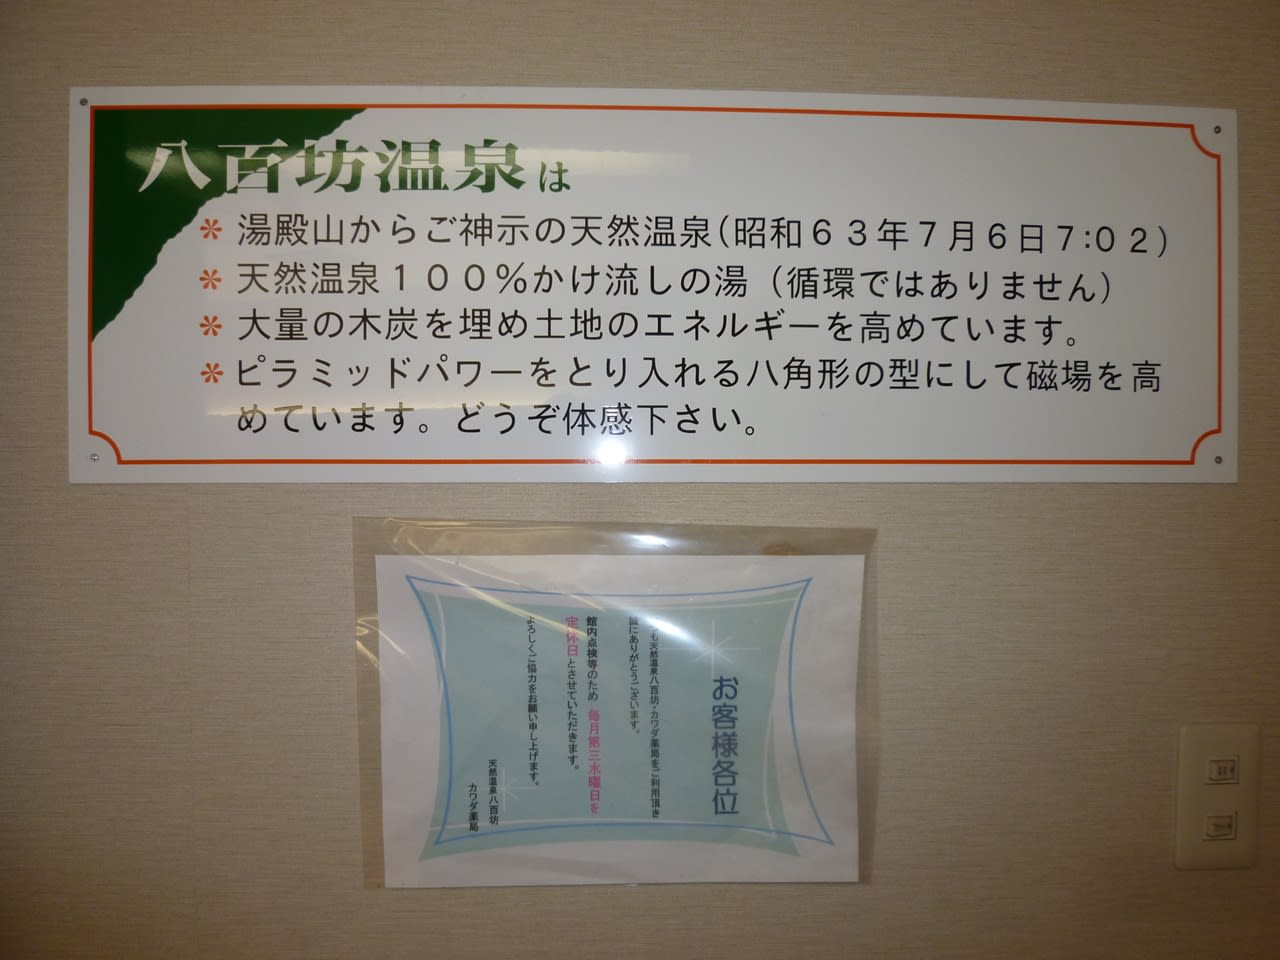 八百坊温泉は
＊湯殿山からご神示の天然温泉（昭和６３年７月６日７:０２）
＊天然温泉１００％かけ流しの湯（循環ではありません）
＊大量の木炭を埋め土地のエネルギーを高めています。
＊ピラミッドパワーをとり入れる八角形の型にして磁場を高
めています。どうぞ体感下さい。
お客様各位
も天然温泉八百坊・カワダ薬局をご利用頂き
誠にありがとうございます。
館内点検等のため 毎月第三水曜日を
定休日とさせていただきます。
よろしくご協力をお願い申し上げます。
天然温泉八百坊
カワダ薬局